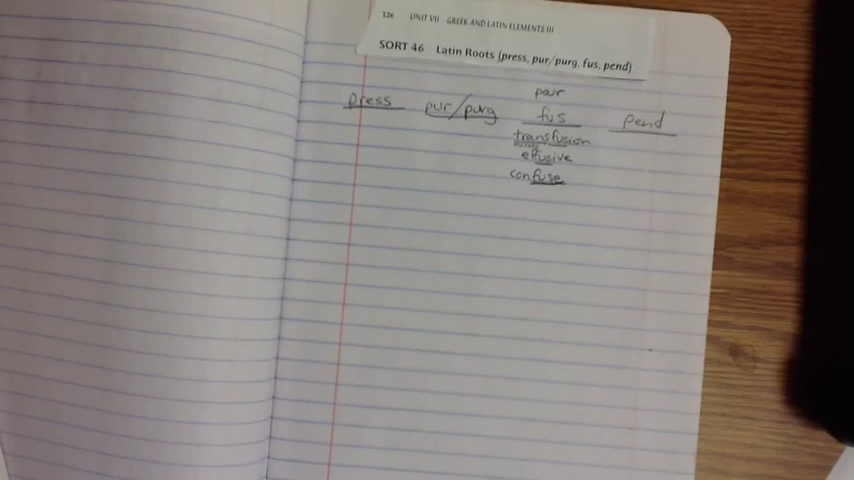 126 UNIT VII GREEK AND LATIN ELEMENTS III
SORT 46 Latin Roots (press, pur/purg, fus, pend)
pour
press pur/purg fus pend
transfusion
effusive
confuse